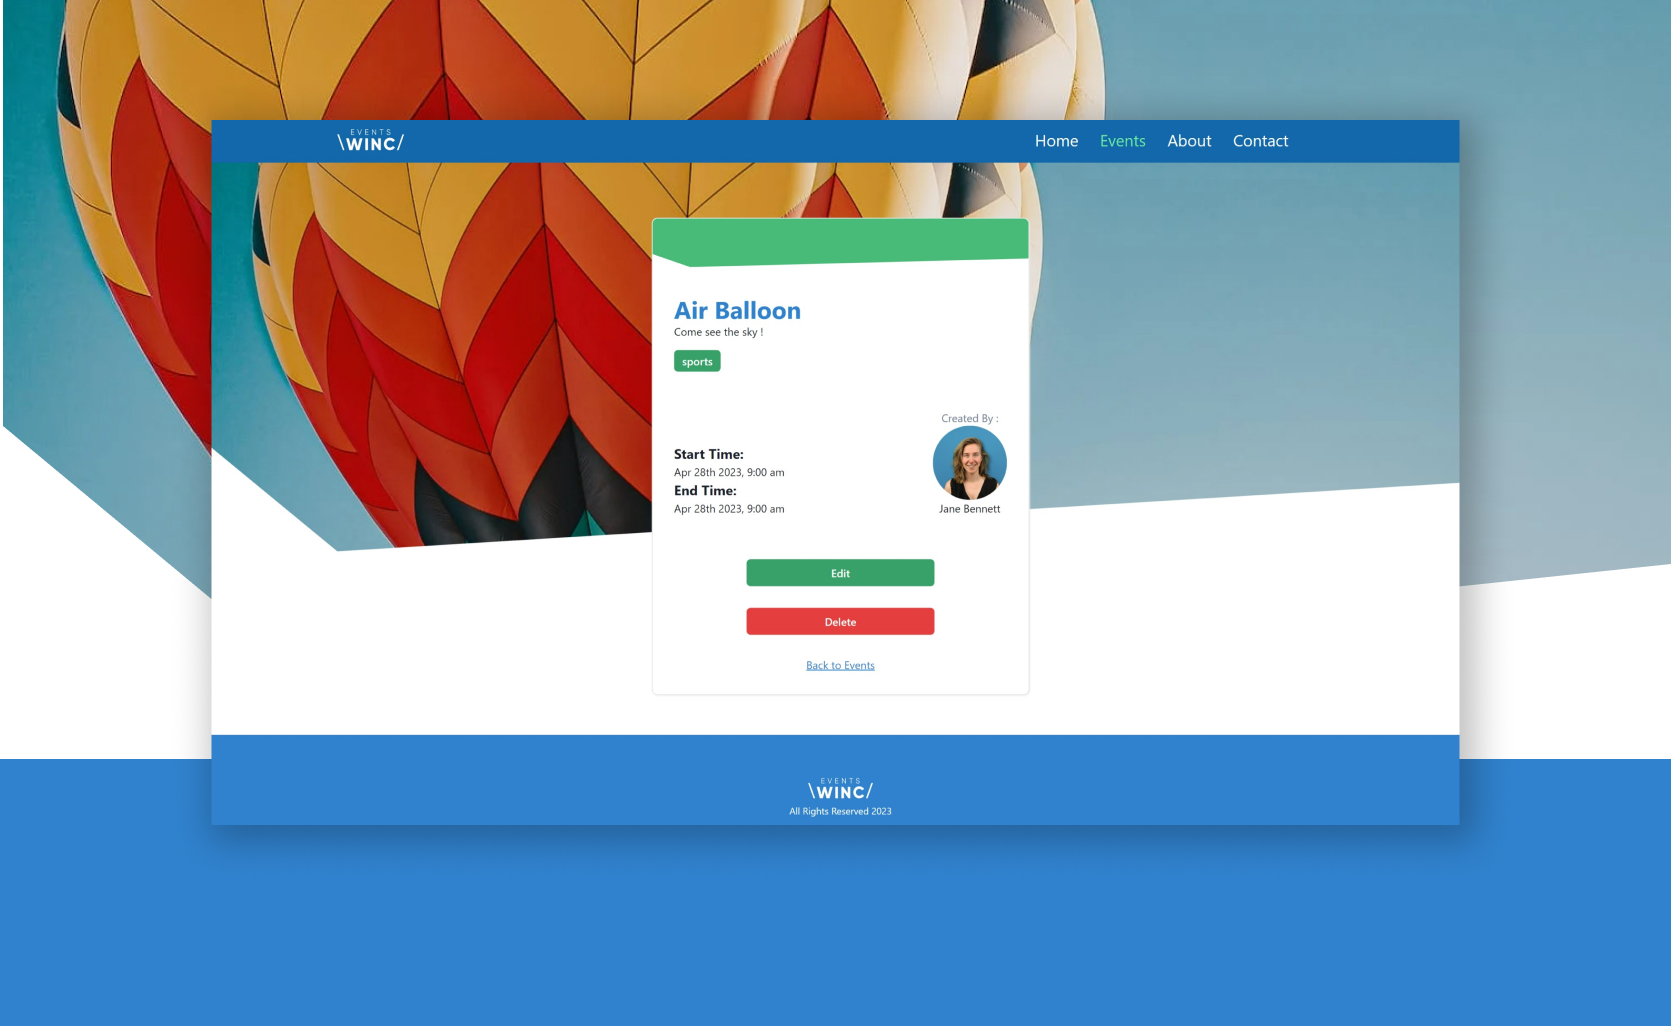 EVENTS
\WINC/
Home Events About Contact
Air Balloon
Come see the sky !
sports
Created By :
Start Time:
Apr 28th 2023, 9:00 am
End Time:
Apr 28th 2023, 9:00 am
Jane Bennett
Edit
Delete
Back to Events
EVENTS
\WINC/
All Rights Reserved 2023